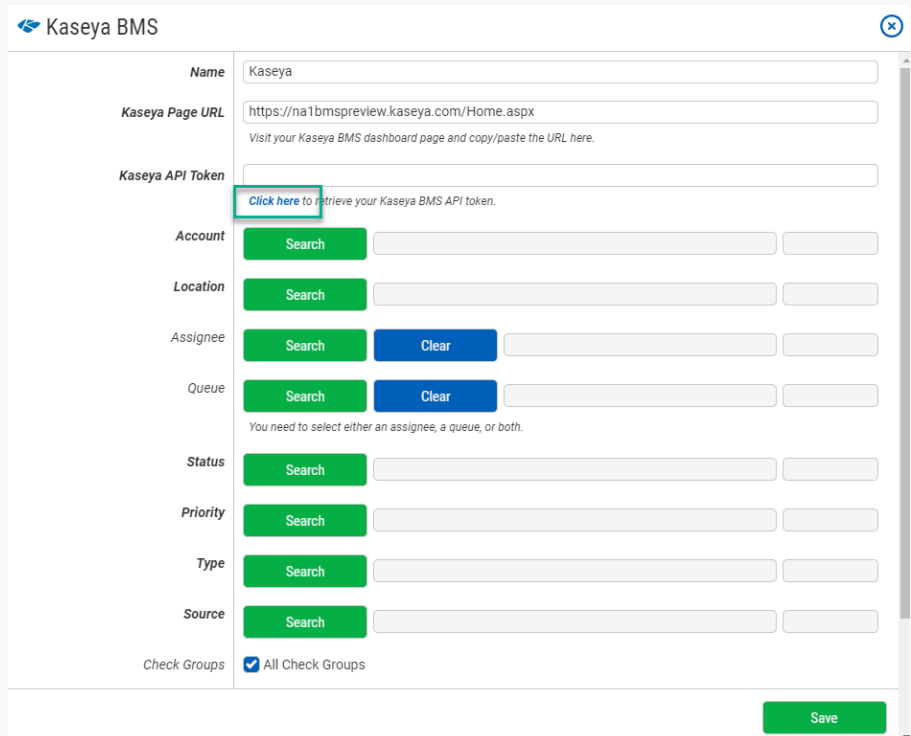 Kaseya BMS
Name
Kaseya
Kaseya Page URL
https://na1bmspreview.kaseya.com/Home.aspx
Visit your Kaseya BMS dashboard page and copy/paste the URL here.
Kaseya API Token
Click here to retrieve your Kaseya BMS API token.
Account
Search
Location
Search
Assignee
Search Clear
Queue
Search Clear
You need to select either an assignee, a queue, or both.
Status
Search
Priority
Search
Type
Search
Source
Search
Check Groups
All Check Groups
Save